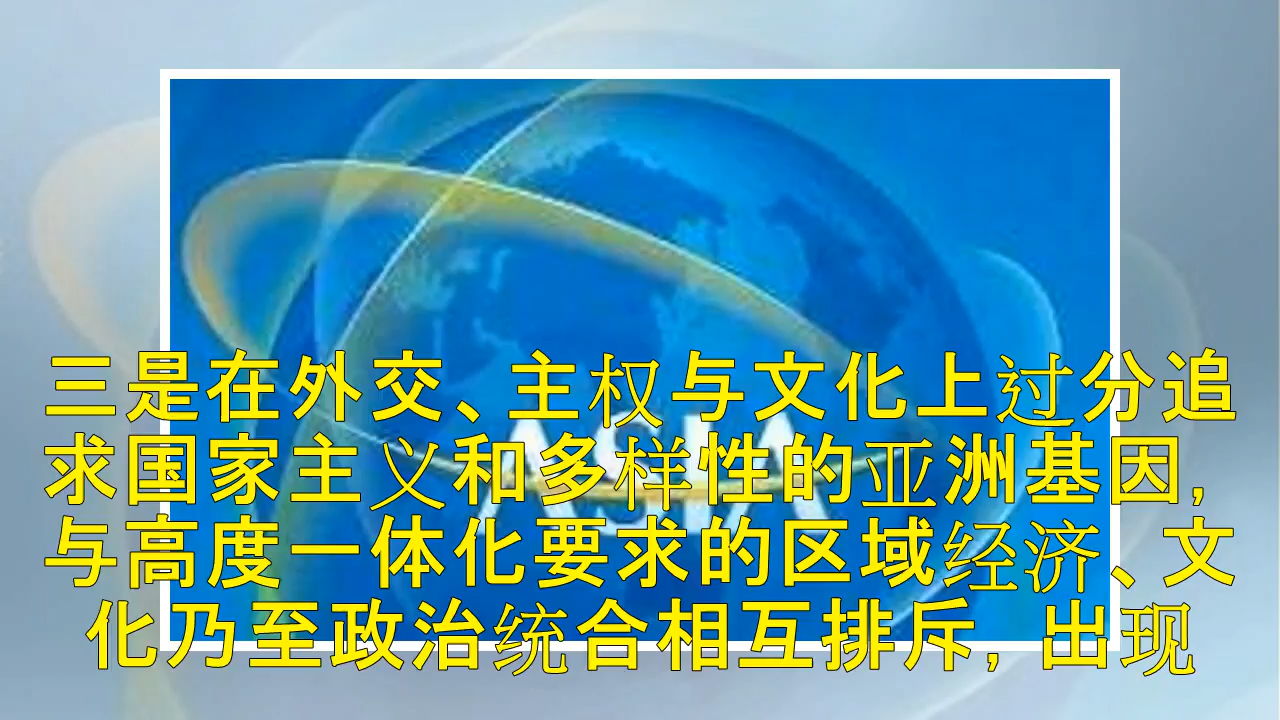 三是在外交、主权与文化上过分追
求国家主义和多样性的亚洲基因,
与高度一体化要求的区域经济、文
化乃至政治统合相互排斥, 出现
ASIA